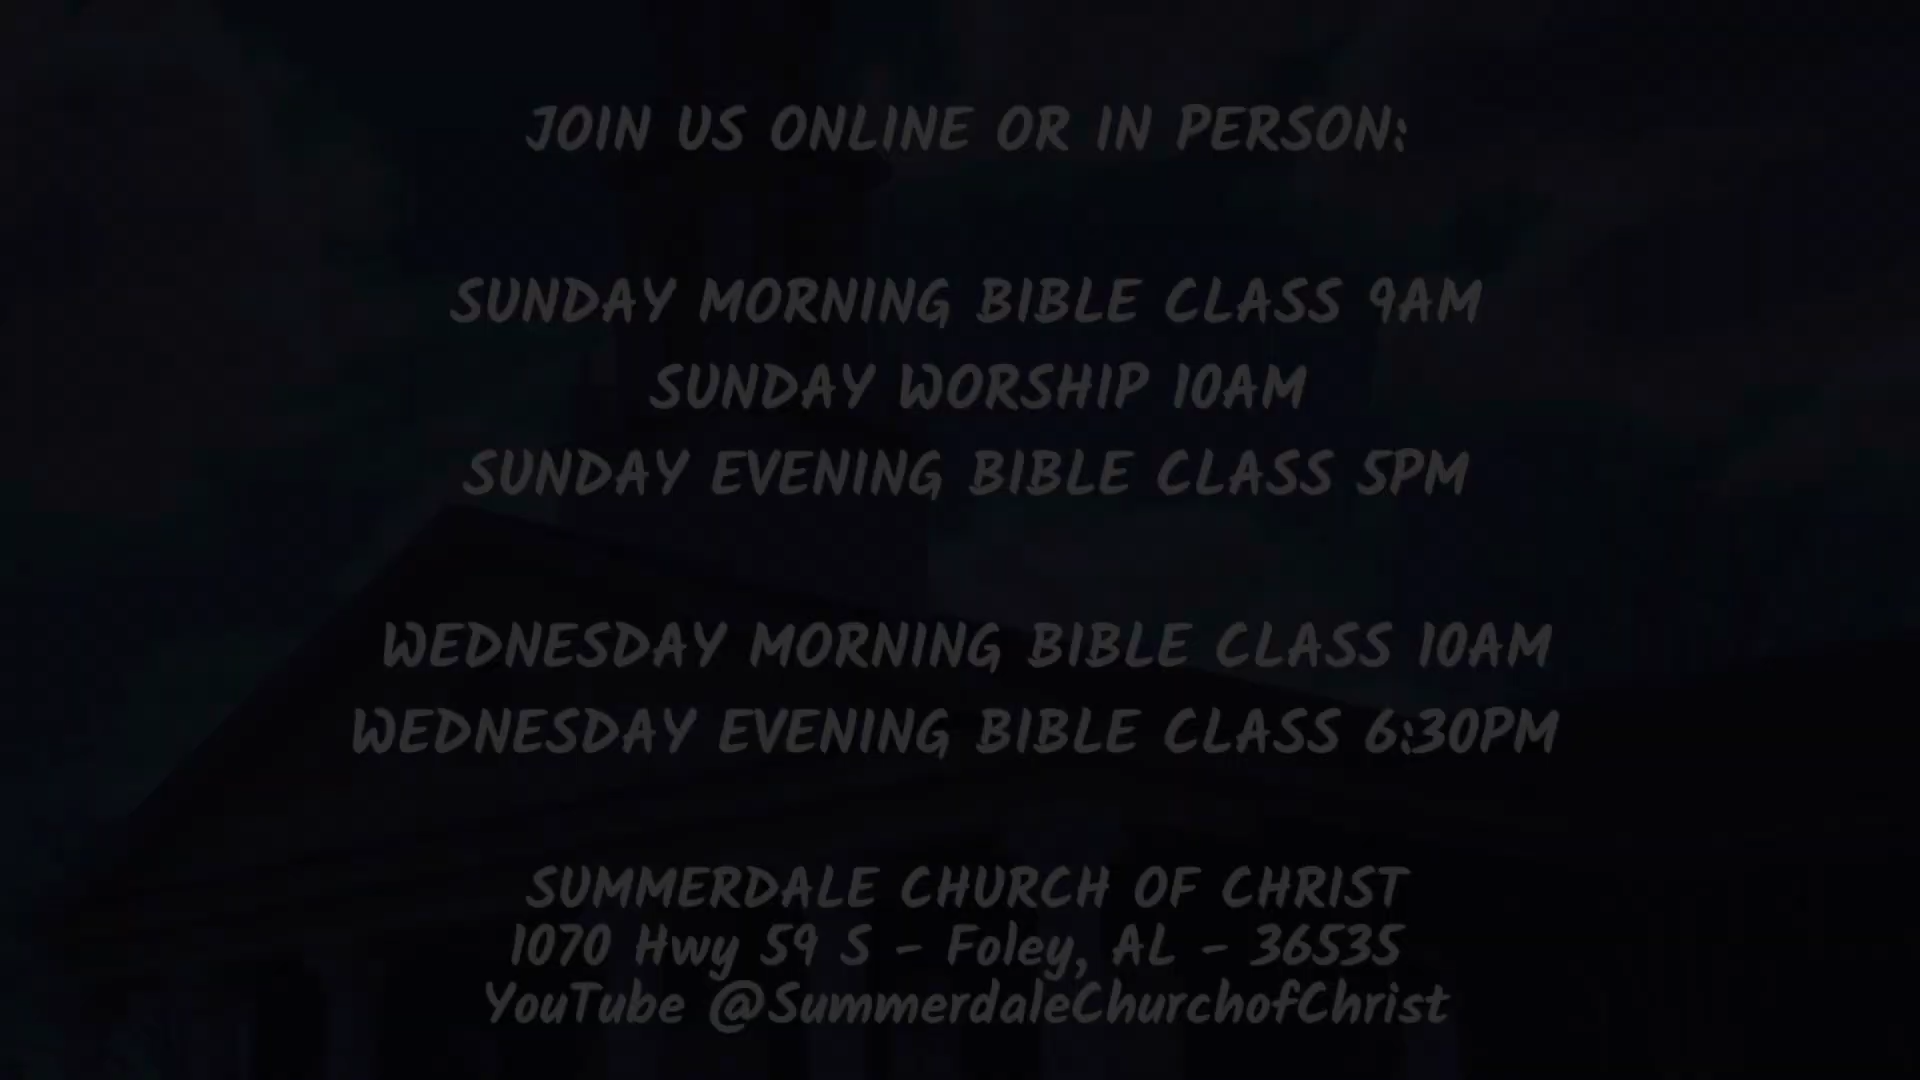 JOIN US ONLINE OR IN PERSON:
SUNDAY MORNING BIBLE CLASS 9AM
SUNDAY WORSHIP 10AM
SUNDAY EVENING BIBLE CLASS 5PM
WEDNESDAY MORNING BIBLE CLASS 10AM
WEDNESDAY EVENING BIBLE CLASS 6:30PM
SUMMERDALE CHURCH OF CHRIST
1070 Hwy 59 S - Foley, AL - 36535
YouTube @SummerdaleChurchofChrist